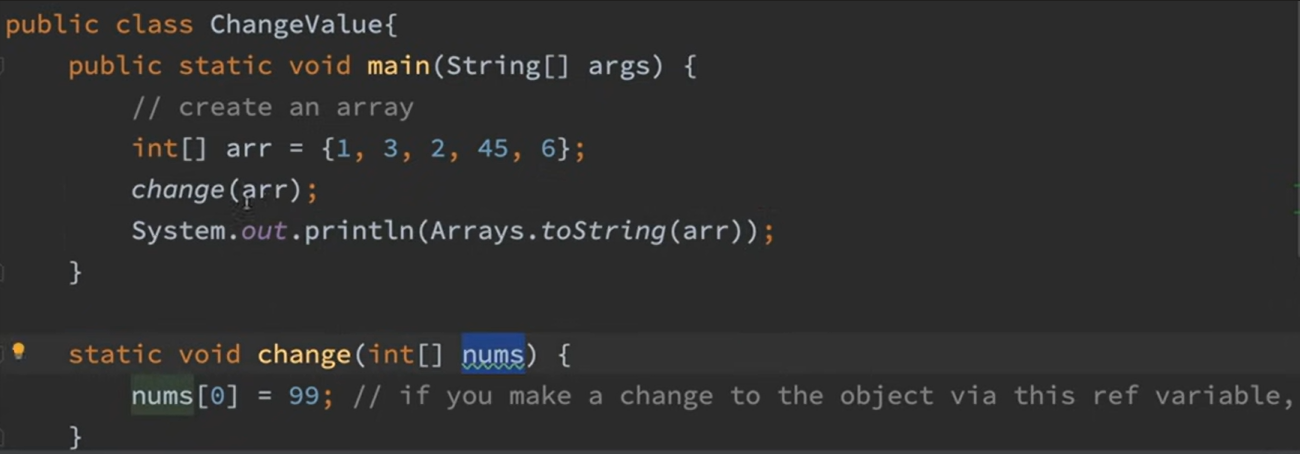 public class ChangeValue{
    public static void main(String[] args) {
        // create an array
        int[] arr = {1, 3, 2, 45, 6};
        change(arr);
        System.out.println(Arrays.toString(arr));
    }
    static void change(int[] nums) {
        nums[0] = 99; // if you make a change to the object via this ref variable,
    }